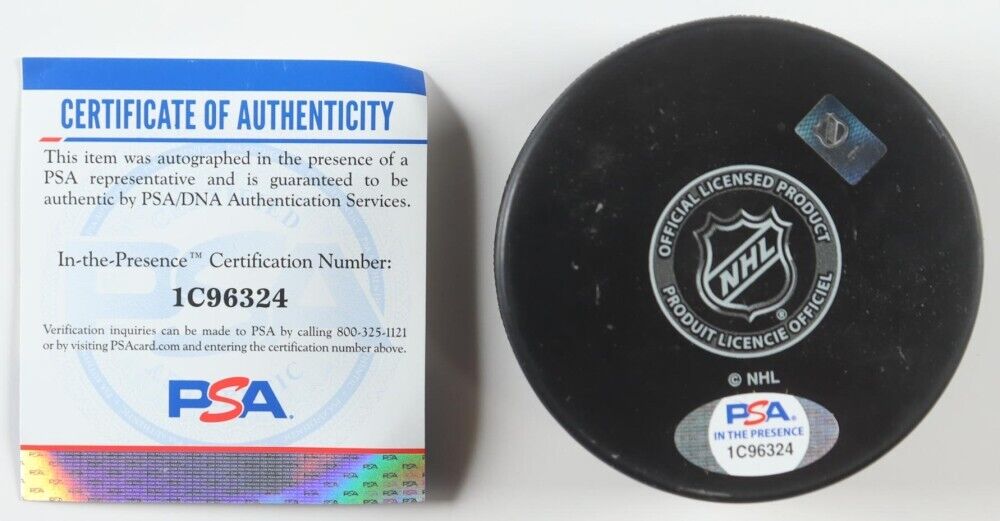 CERTIFICATE OF AUTHENTICITY
This item was autographed in the presence of a
PSA representative and is guaranteed to be
authentic by PSA/DNA Authentication Services.
In-the-Presence™ Certification Number:
1C96324
Verification inquiries can be made to PSA by calling 800-325-1121
or by visiting PSAcard.com and entering the certification number above.
PSA
OFFICIAL LICENSED PRODUCT
NHL®
PRODUIT LICENCIE OFFICIEL
© NHL
PSA
IN THE PRESENCE
1C96324